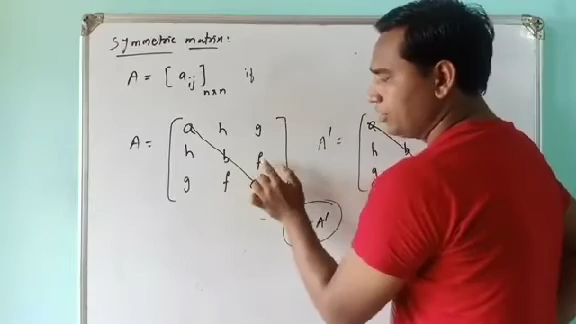 Symmetric matrix:
A = [aij]nxn if
A = [ a h g A' = [ a
h b f h b
g f g
A'